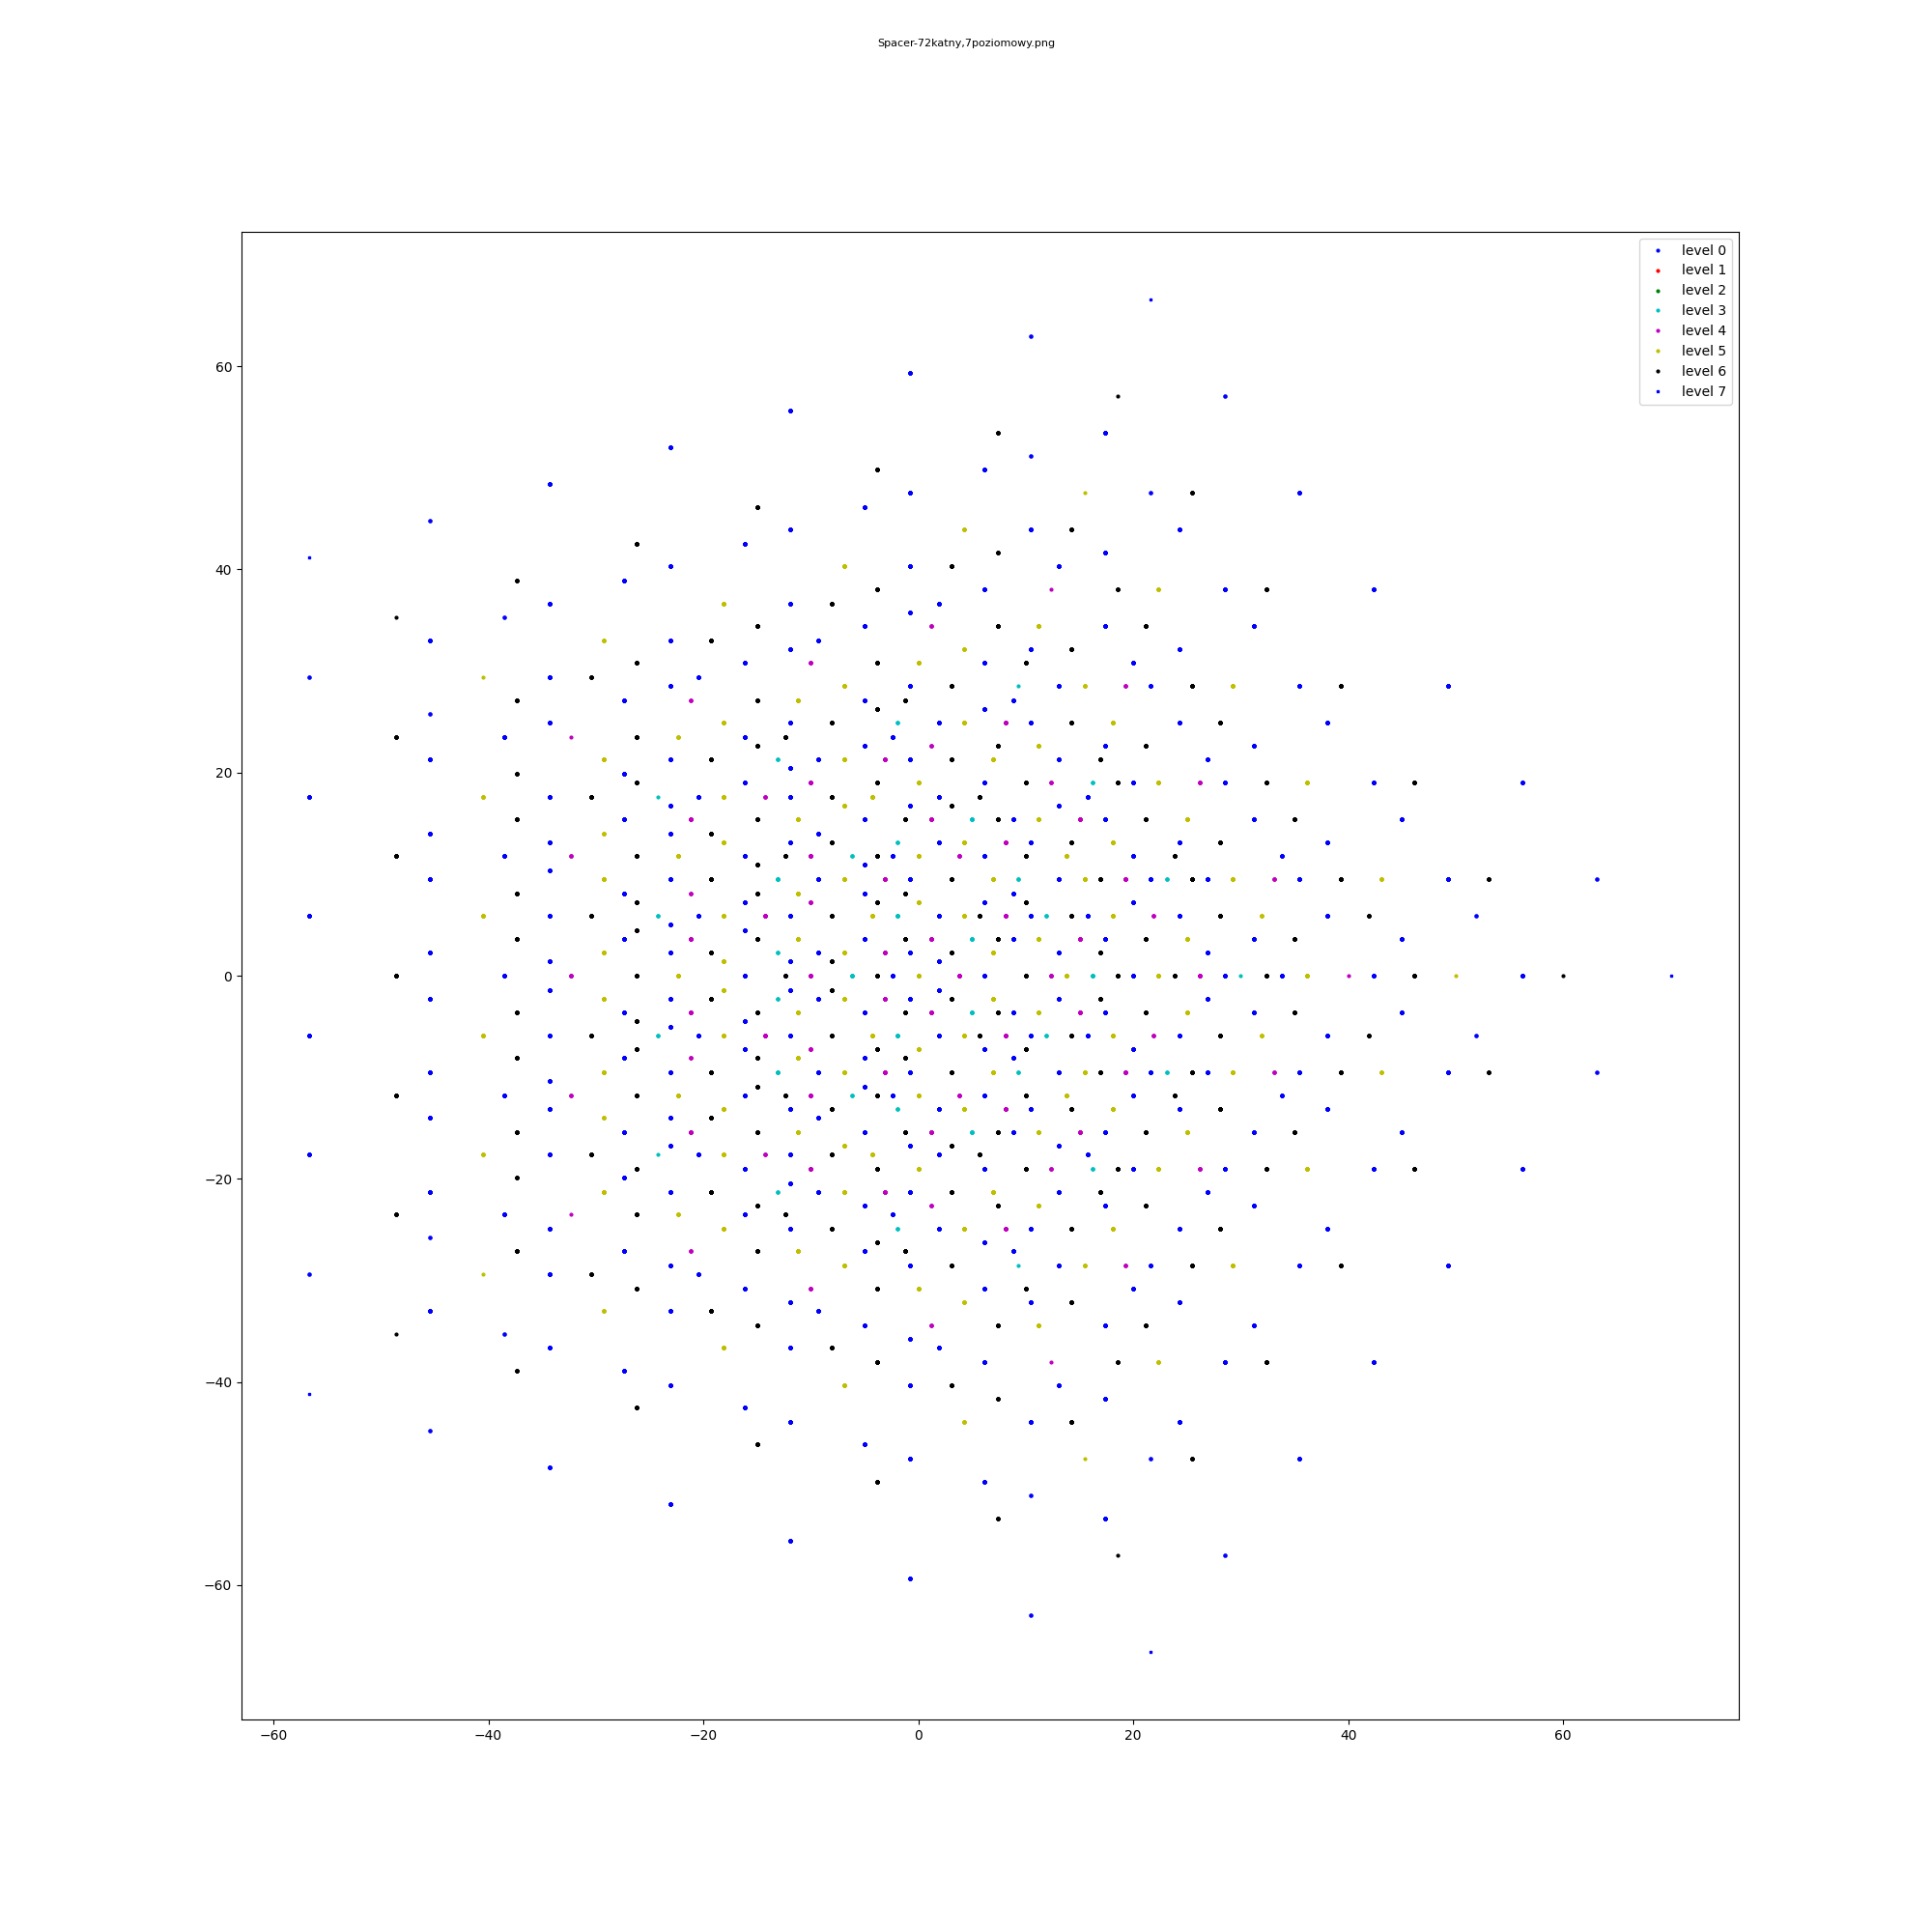 Spacer-72katny,7poziomowy.png
level 0
level 1
level 2
level 3
level 4
level 5
level 6
level 7
60
40
20
0
−20
−40
−60
−60 −40 −20 0 20 40 60